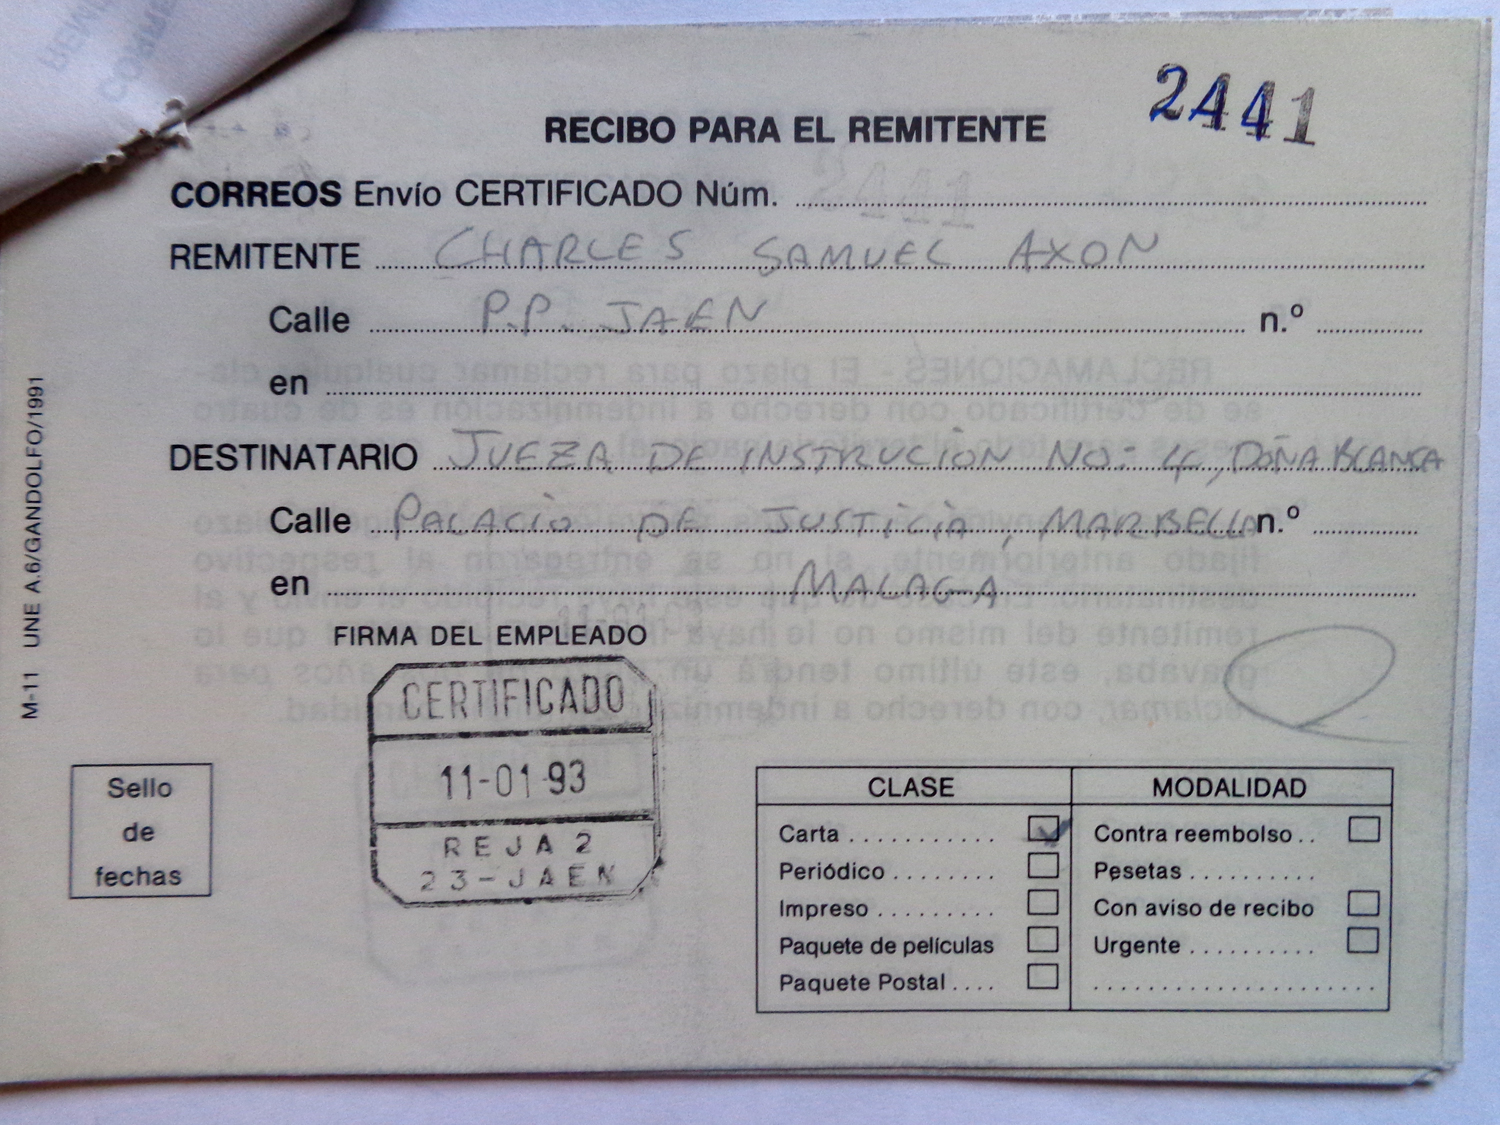 2441
RECIBO PARA EL REMITENTE
CORREOS Envío CERTIFICADO Núm. 2441
REMITENTE CHARLES SAMUEL AXON
Calle P.P. JAEN n.º
en
DESTINATARIO JUEZA DE INSTRUCION NO: 4, DOÑA BLANCA
Calle PALACIO DE JUSTICIA, MARBELLA n.º
en MALAGA
FIRMA DEL EMPLEADO
CERTIFICADO
11-01-93
REJA 2
23-JAEN
Sello
de
fechas
M-11 UNE A.6/GANDOLFO/1991
CLASE MODALIDAD
Carta .......... Contra reembolso ..
Periódico ........ Pesetas ..........
Impreso ......... Con aviso de recibo
Paquete de películas Urgente ..........
Paquete Postal ....